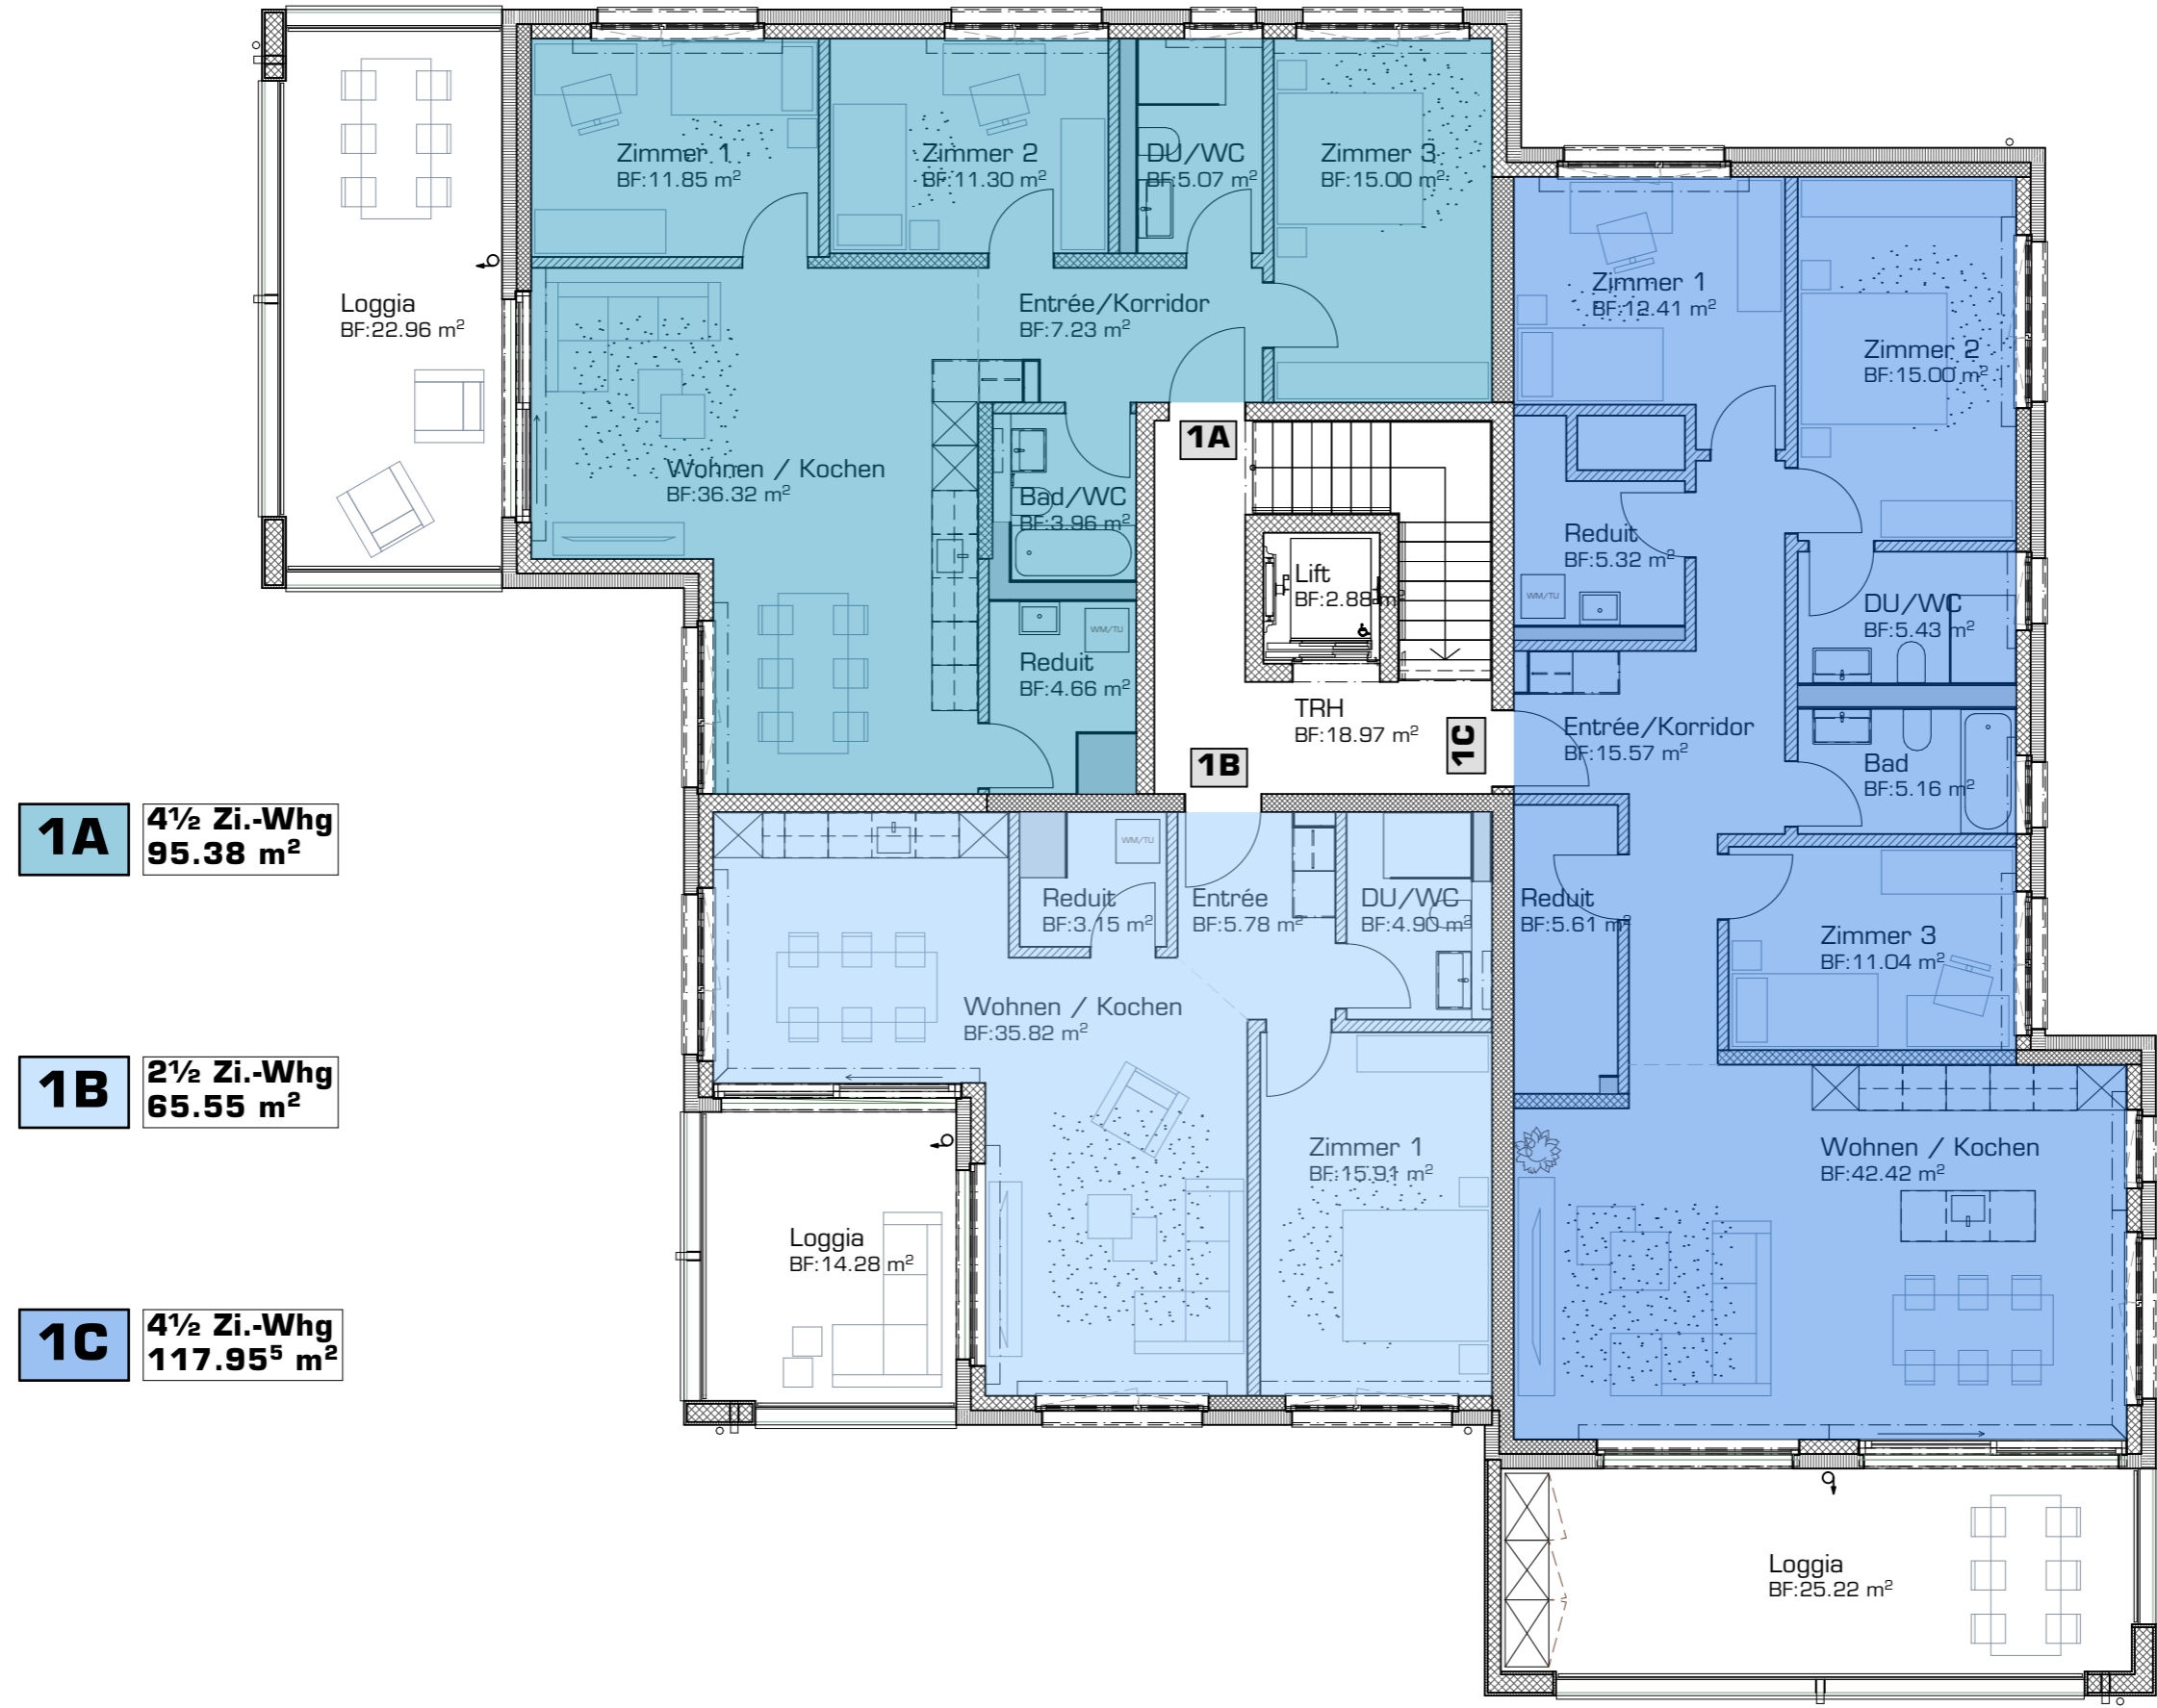 Zimmer 1
BF:11.85 m²
Zimmer 2
BF:11.30 m²
DU/WC
BF:5.07 m²
Zimmer 3
BF:15.00 m²
Loggia
BF:22.96 m²
Entrée/Korridor
BF:7.23 m²
Wohnen / Kochen
BF:36.32 m²
Bad/WC
BF:3.96 m²
Reduit
BF:4.66 m²
WM/TU
1A
Lift
BF:2.88 m²
TRH
BF:18.97 m²
1B
1C
Zimmer 1
BF:12.41 m²
Zimmer 2
BF:15.00 m²
Reduit
BF:5.32 m²
WM/TU
DU/WC
BF:5.43 m²
Entrée/Korridor
BF:15.57 m²
Bad
BF:5.16 m²
Reduit
BF:5.61 m²
Zimmer 3
BF:11.04 m²
Wohnen / Kochen
BF:42.42 m²
Loggia
BF:25.22 m²
Reduit
BF:3.15 m²
WM/TU
Entrée
BF:5.78 m²
DU/WC
BF:4.90 m²
Wohnen / Kochen
BF:35.82 m²
Zimmer 1
BF:15.91 m²
Loggia
BF:14.28 m²
1A
4½ Zi.-Whg
95.38 m²
1B
2½ Zi.-Whg
65.55 m²
1C
4½ Zi.-Whg
117.95⁵ m²